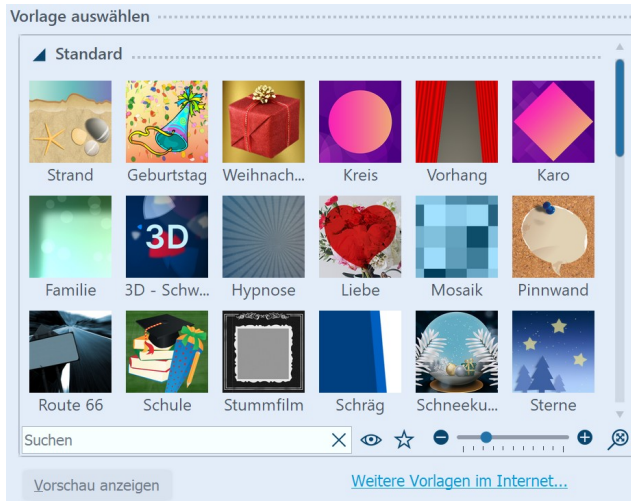 Vorlage auswählen
Standard
Strand Geburtstag Weihnach... Kreis Vorhang Karo
3D
Familie 3D - Schw... Hypnose Liebe Mosaik Pinnwand
Route 66 Schule Stummfilm Schräg Schneeku... Sterne
Suchen
Vorschau anzeigen Weitere Vorlagen im Internet...